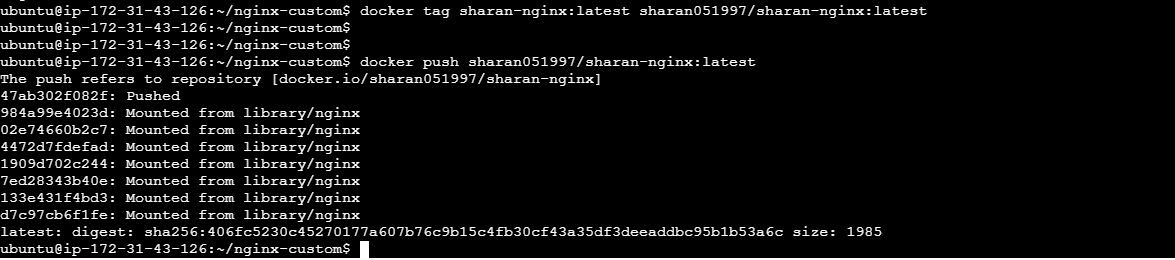 ubuntu@ip-172-31-43-126:~/nginx-custom$ docker tag sharan-nginx:latest sharan051997/sharan-nginx:latest
ubuntu@ip-172-31-43-126:~/nginx-custom$
ubuntu@ip-172-31-43-126:~/nginx-custom$
ubuntu@ip-172-31-43-126:~/nginx-custom$ docker push sharan051997/sharan-nginx:latest
The push refers to repository [docker.io/sharan051997/sharan-nginx]
47ab302f082f: Pushed
984a99e4023d: Mounted from library/nginx
02e74660b2c7: Mounted from library/nginx
4472d7fdefad: Mounted from library/nginx
1909d702c244: Mounted from library/nginx
7ed28343b40e: Mounted from library/nginx
133e431f4bd3: Mounted from library/nginx
d7c97cb6f1fe: Mounted from library/nginx
latest: digest: sha256:406fc5230c45270177a607b76c9b15c4fb30cf43a35df3deeaddbc95b1b53a6c size: 1985
ubuntu@ip-172-31-43-126:~/nginx-custom$